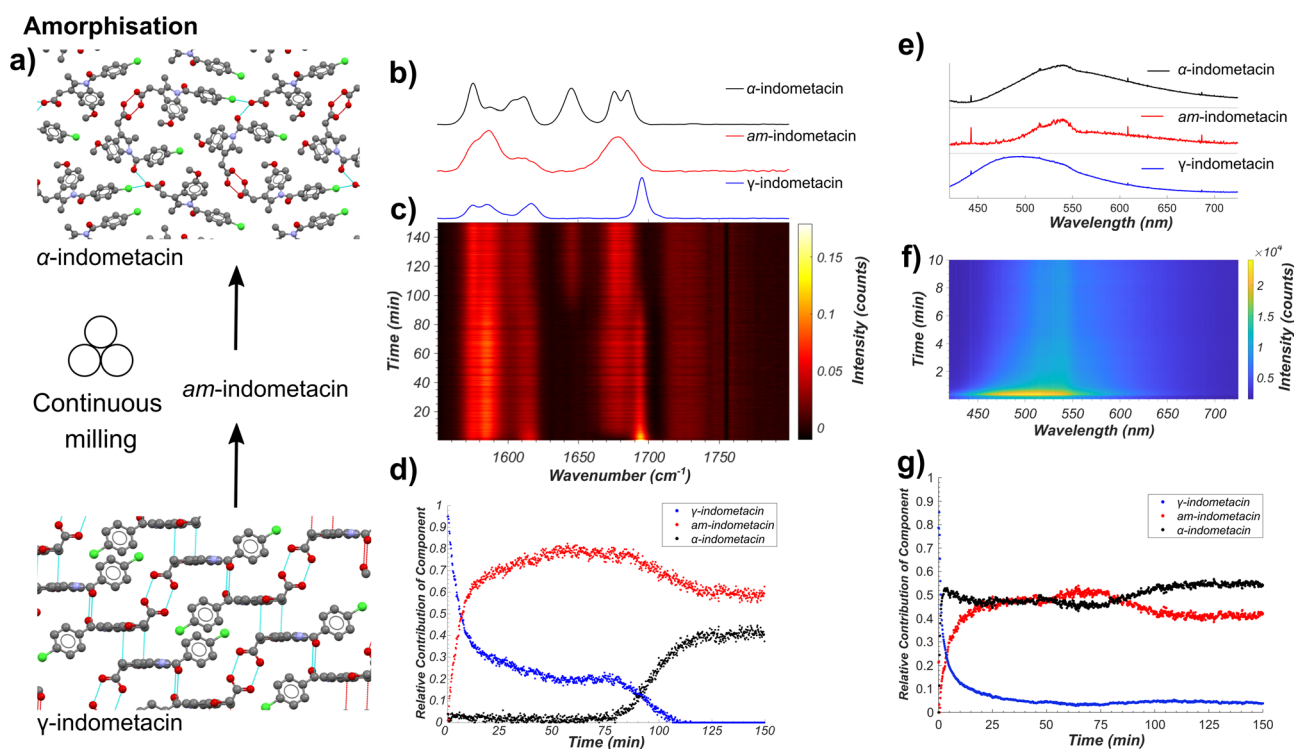 Amorphisation
a)
α-indometacin
Continuous
milling
am-indometacin
γ-indometacin
b)
α-indometacin
am-indometacin
γ-indometacin
c)
140
120
100
80
60
40
20
Time (min)
1600
1650
1700
1750
Wavenumber (cm-1)
0.15
0.1
0.05
0
Intensity (counts)
d)
γ-indometacin
am-indometacin
α-indometacin
1
0.9
0.8
0.7
0.6
0.5
0.4
0.3
0.2
0.1
0
Relative Contribution of Component
0
25
50
75
100
125
150
Time (min)
e)
α-indometacin
am-indometacin
γ-indometacin
450
500
550
600
650
700
Wavelength (nm)
f)
10
8
6
4
2
Time (min)
450
500
550
600
650
700
Wavelength (nm)
×10⁴
2
1.5
1
0.5
Intensity (counts)
g)
γ-indometacin
am-indometacin
α-indometacin
1
0.9
0.8
0.7
0.6
0.5
0.4
0.3
0.2
0.1
0
Relative Contribution of Component
0
25
50
75
100
125
150
Time (min)